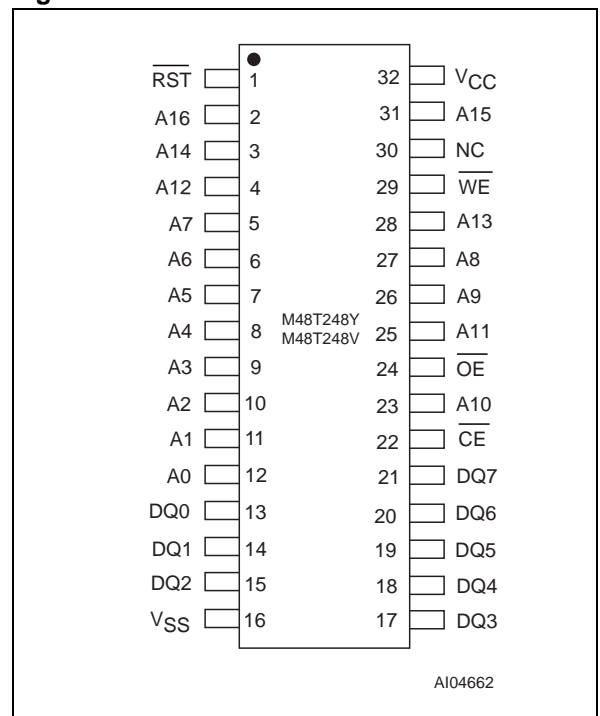 RST 1 32 VCC
A16 2 31 A15
A14 3 30 NC
A12 4 29 WE
A7 5 28 A13
A6 6 27 A8
A5 7 26 A9
A4 8 M48T248Y M48T248V 25 A11
A3 9 24 OE
A2 10 23 A10
A1 11 22 CE
A0 12 21 DQ7
DQ0 13 20 DQ6
DQ1 14 19 DQ5
DQ2 15 18 DQ4
VSS 16 17 DQ3
AI04662